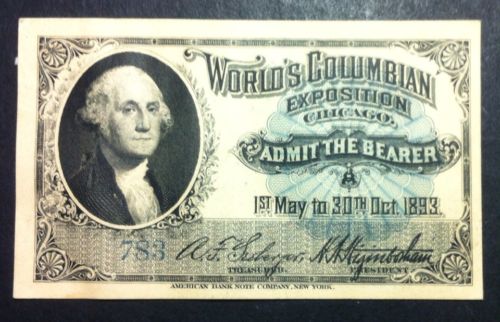 WORLD'S COLUMBIAN
EXPOSITION
CHICAGO.
ADMIT THE BEARER
1ST May to 30TH Oct. 1893.
783
TREASURER. PRESIDENT
AMERICAN BANK NOTE COMPANY, NEW YORK.